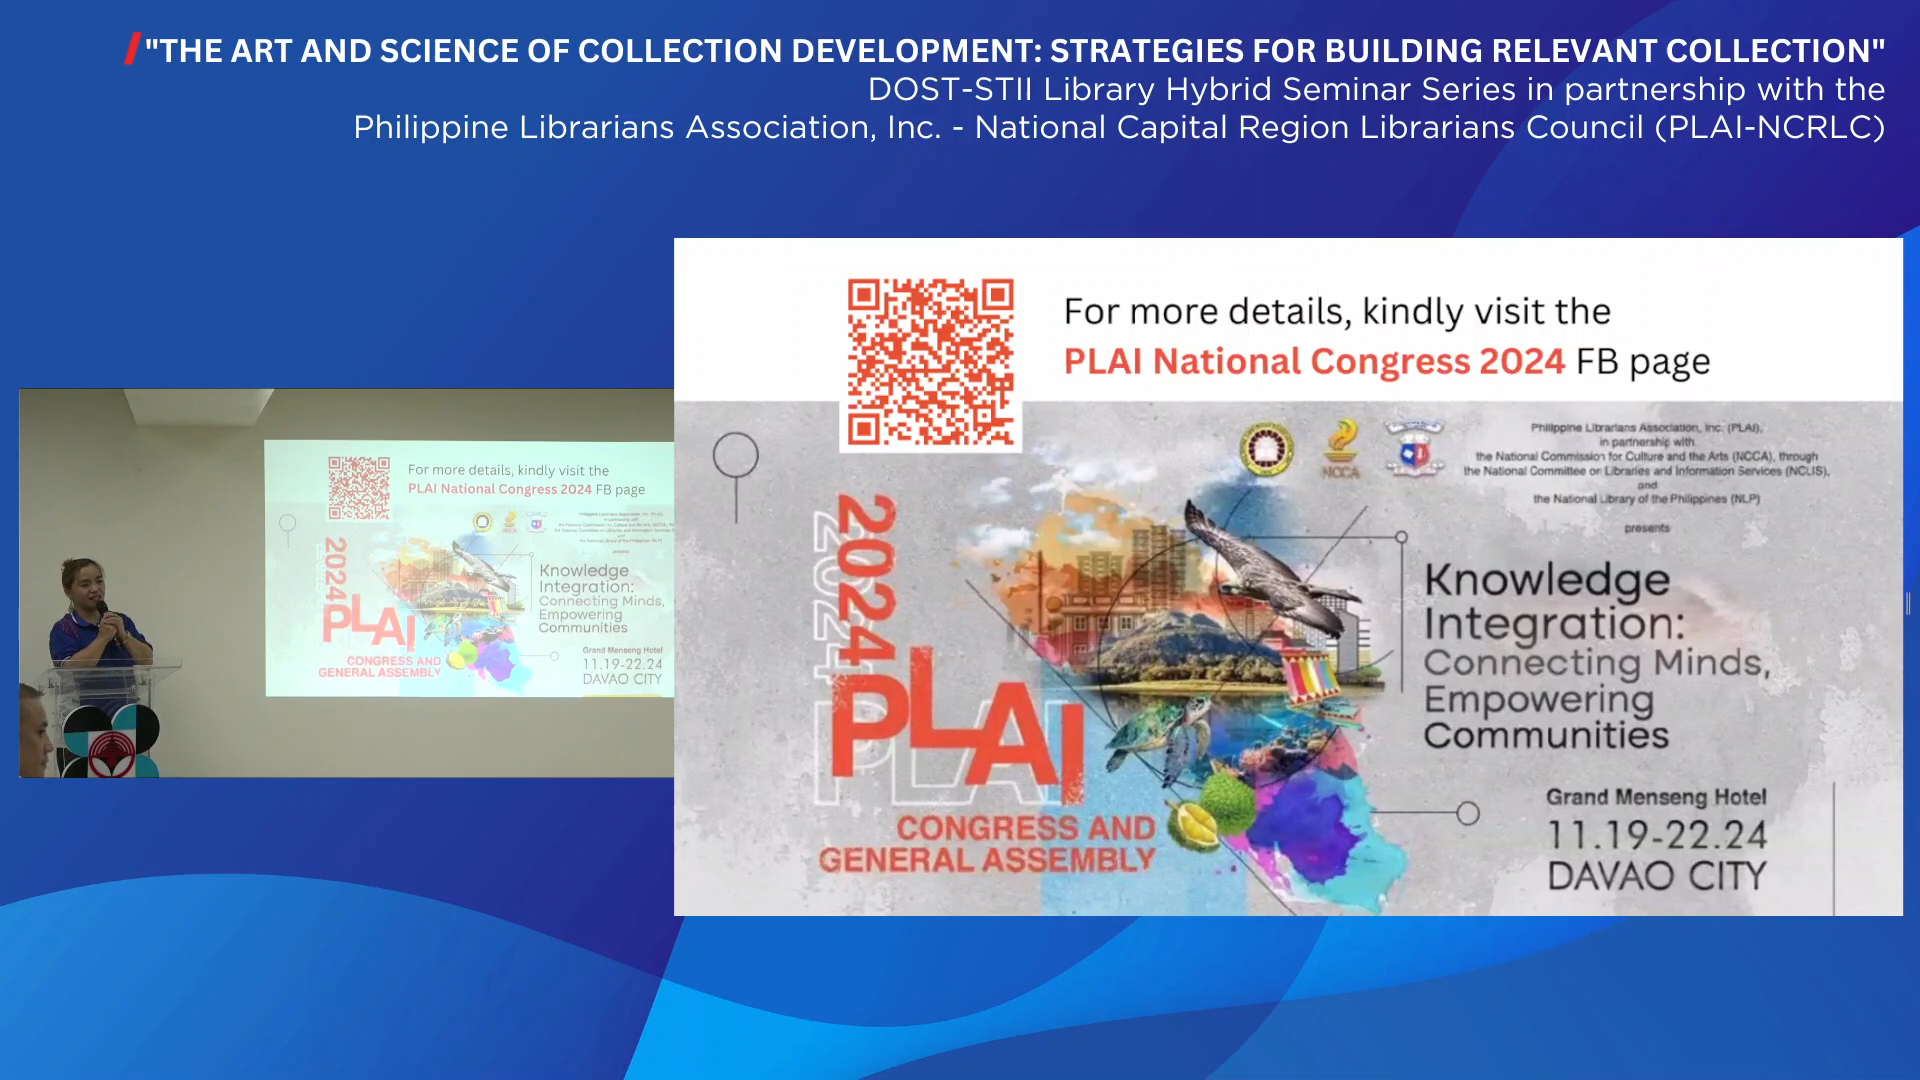 "THE ART AND SCIENCE OF COLLECTION DEVELOPMENT: STRATEGIES FOR BUILDING RELEVANT COLLECTION"
DOST-STII Library Hybrid Seminar Series in partnership with the
Philippine Librarians Association, Inc. - National Capital Region Librarians Council (PLAI-NCRLC)
For more details, kindly visit the
PLAI National Congress 2024 FB page
NCCA
Philippine Librarians Association, Inc. (PLAI),
in partnership with
the National Commission for Culture and the Arts (NCCA), through
the National Committee on Libraries and Information Services (NCLIS),
and
the National Library of the Philippines (NLP)
presents
2024
PLAI
CONGRESS AND
GENERAL ASSEMBLY
Knowledge
Integration:
Connecting Minds,
Empowering
Communities
Grand Menseng Hotel
11.19-22.24
DAVAO CITY
For more details, kindly visit the
PLAI National Congress 2024 FB page
2024
PLAI
CONGRESS AND
GENERAL ASSEMBLY
Knowledge
Integration:
Connecting Minds,
Empowering
Communities
Grand Menseng Hotel
11.19-22.24
DAVAO CITY